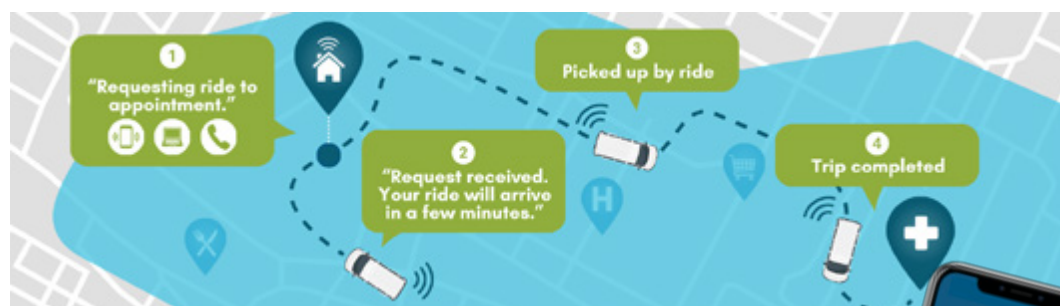 1
“Requesting ride to
appointment.”
2
“Request received.
Your ride will arrive
in a few minutes.”
3
Picked up by ride
H
4
Trip completed